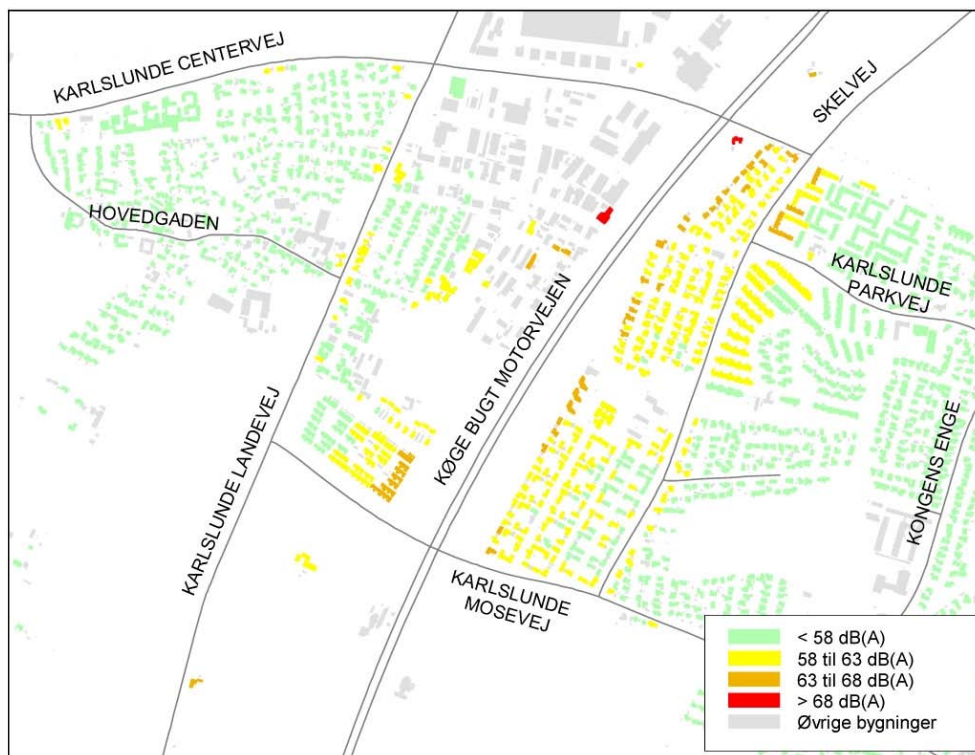 KARLSLUNDE CENTERVEJ
SKELVEJ
HOVEDGADEN
KARLSLUNDE
PARKVEJ
KØGE BUGT MOTORVEJEN
KARLSLUNDE LANDEVEJ
KONGENS ENGE
KARLSLUNDE
MOSEVEJ
< 58 dB(A)
58 til 63 dB(A)
63 til 68 dB(A)
> 68 dB(A)
Øvrige bygninger